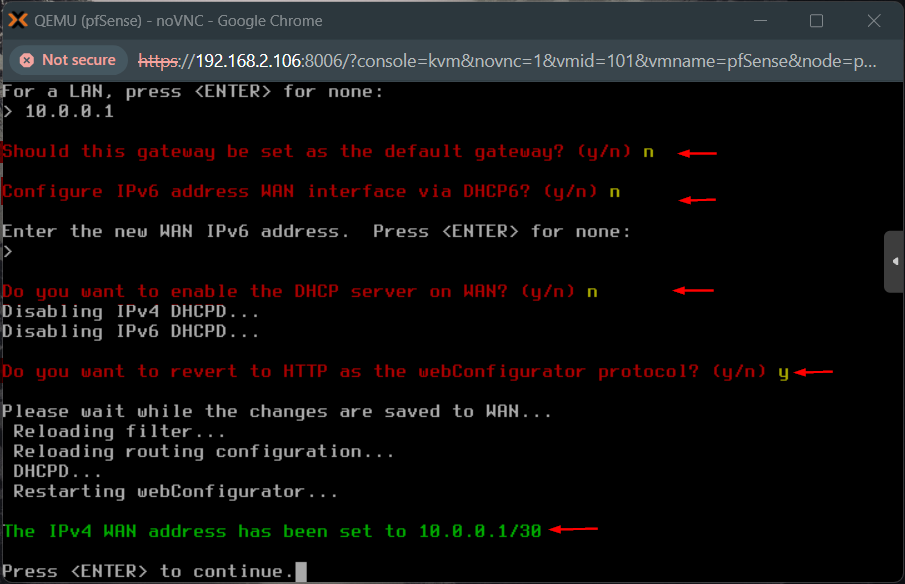 QEMU (pfSense) - noVNC - Google Chrome
Not secure https://192.168.2.106:8006/?console=kvm&novnc=1&vmid=101&vmname=pfSense&node=p...
For a LAN, press <ENTER> for none:
> 10.0.0.1
Should this gateway be set as the default gateway? (y/n) n
Configure IPv6 address WAN interface via DHCP6? (y/n) n
Enter the new WAN IPv6 address.  Press <ENTER> for none:
>
Do you want to enable the DHCP server on WAN? (y/n) n
Disabling IPv4 DHCPD...
Disabling IPv6 DHCPD...
Do you want to revert to HTTP as the webConfigurator protocol? (y/n) y
Please wait while the changes are saved to WAN...
Reloading filter...
Reloading routing configuration...
DHCPD...
Restarting webConfigurator...
The IPv4 WAN address has been set to 10.0.0.1/30
Press <ENTER> to continue.